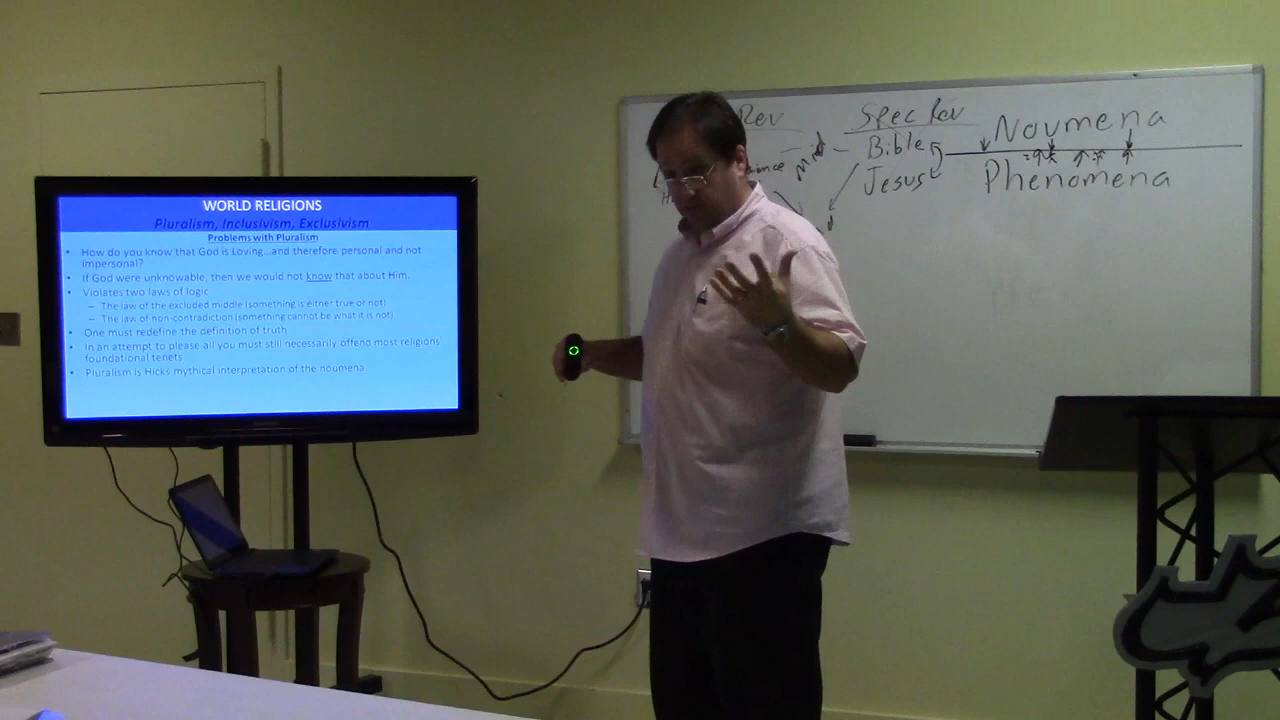 WORLD RELIGIONS
Pluralism, Inclusivism, Exclusivism
Problems with Pluralism
• How do you know that God is Loving...and therefore personal and not
impersonal?
• If God were unknowable, then we would not know that about Him.
• Violates two laws of logic
– The law of the excluded middle (something is either true or not)
– The law of non-contradiction (something cannot be what it is not)
• One must redefine the definition of truth
• In an attempt to please all you must still necessarily offend most religions
foundational tenets
• Pluralism is Hicks mythical interpretation of the noumena
Rev
Spec Rev
Bible
Jesus
Noumena
Phenomena